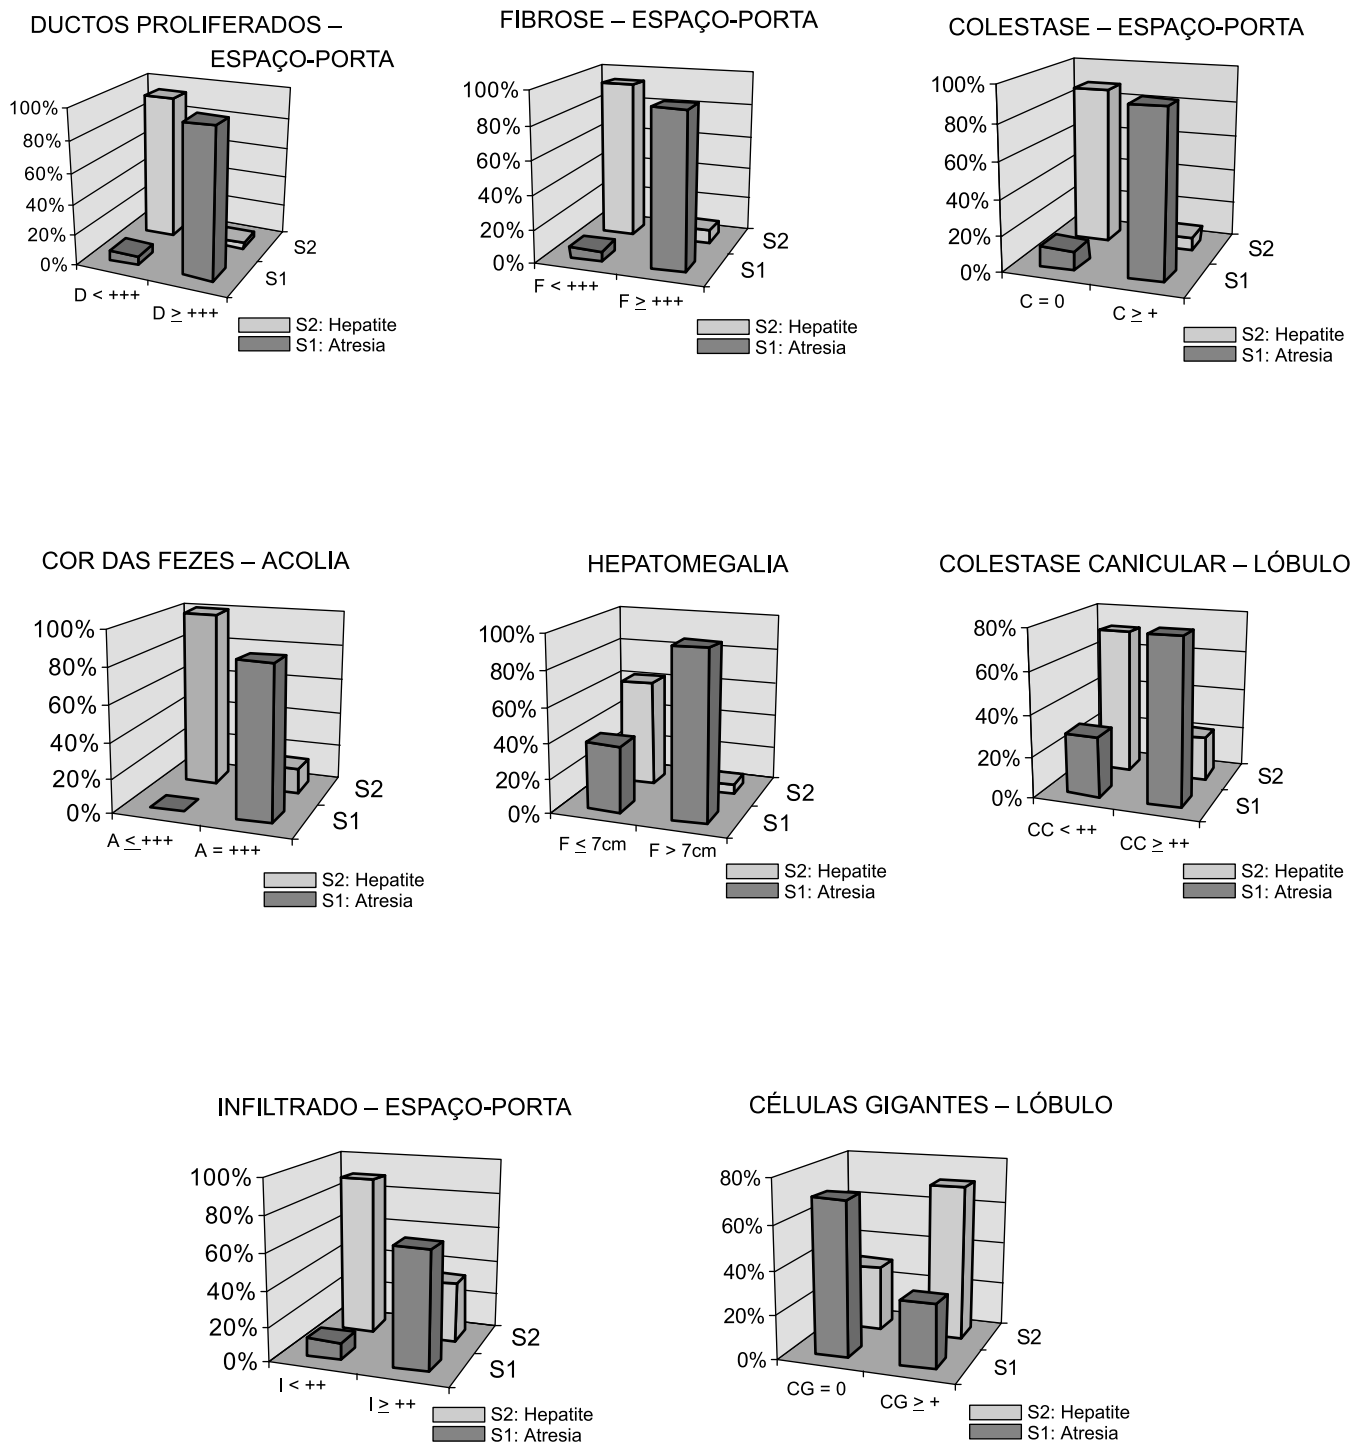 DUCTOS PROLIFERADOS –
ESPAÇO-PORTA
100%
80%
60%
40%
20%
0%
D < +++
D ≥ +++
S1
S2
S2: Hepatite
S1: Atresia
FIBROSE – ESPAÇO-PORTA
100%
80%
60%
40%
20%
0%
F < +++
F ≥ +++
S1
S2
S2: Hepatite
S1: Atresia
COLESTASE – ESPAÇO-PORTA
100%
80%
60%
40%
20%
0%
C = 0
C ≥ +
S1
S2
S2: Hepatite
S1: Atresia
COR DAS FEZES – ACOLIA
100%
80%
60%
40%
20%
0%
A ≤ +++
A = +++
S1
S2
S2: Hepatite
S1: Atresia
HEPATOMEGALIA
100%
80%
60%
40%
20%
0%
F ≤ 7cm
F > 7cm
S1
S2
S2: Hepatite
S1: Atresia
COLESTASE CANICULAR – LÓBULO
80%
60%
40%
20%
0%
CC < ++
CC ≥ ++
S1
S2
S2: Hepatite
S1: Atresia
INFILTRADO – ESPAÇO-PORTA
100%
80%
60%
40%
20%
0%
I < ++
I ≥ ++
S1
S2
S2: Hepatite
S1: Atresia
CÉLULAS GIGANTES – LÓBULO
80%
60%
40%
20%
0%
CG = 0
CG ≥ +
S1
S2
S2: Hepatite
S1: Atresia